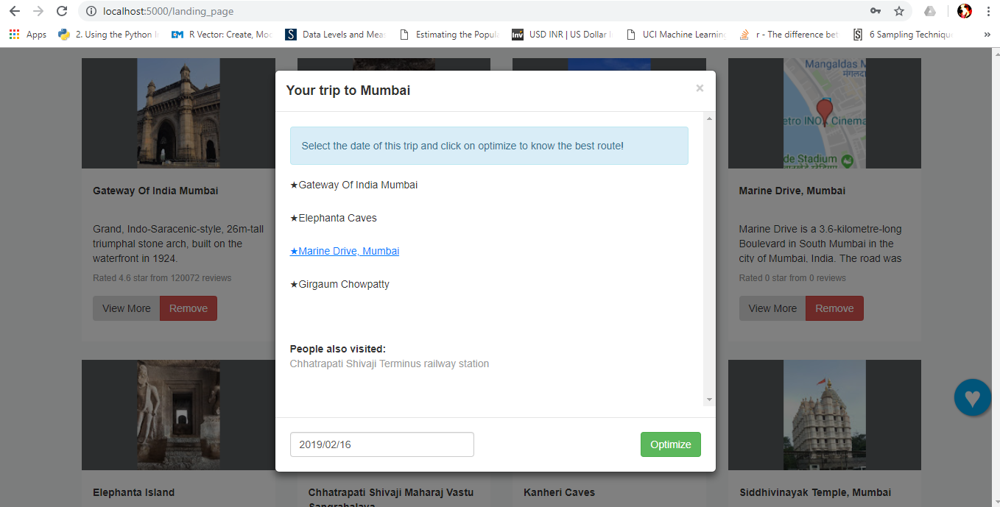 localhost:5000/landing_page
Apps
2. Using the Python I
R Vector: Create, Mod
Data Levels and Meas
Estimating the Popula
USD INR | US Dollar I
UCI Machine Learning
r - The difference bet
6 Sampling Technique
»
Your trip to Mumbai
×
Select the date of this trip and click on optimize to know the best route!
★Gateway Of India Mumbai
★Elephanta Caves
★Marine Drive, Mumbai
★Girgaum Chowpatty
People also visited:
Chhatrapati Shivaji Terminus railway station
2019/02/16
Optimize
Gateway Of India Mumbai
Grand, Indo-Saracenic-style, 26m-tall
triumphal stone arch, built on the
waterfront in 1924.
Rated 4.6 star from 120072 reviews
View More
Remove
Mangaldas M
मंगलदा
etro INO
Cinema
de Stadium
Marine Drive, Mumbai
Marine Drive is a 3.6-kilometre-long
Boulevard in South Mumbai in the
city of Mumbai, India. The road was
Rated 0 star from 0 reviews
View More
Remove
Elephanta Island
Chhatrapati Shivaji Maharaj Vastu
Sangrahalaya
Kanheri Caves
Siddhivinayak Temple, Mumbai